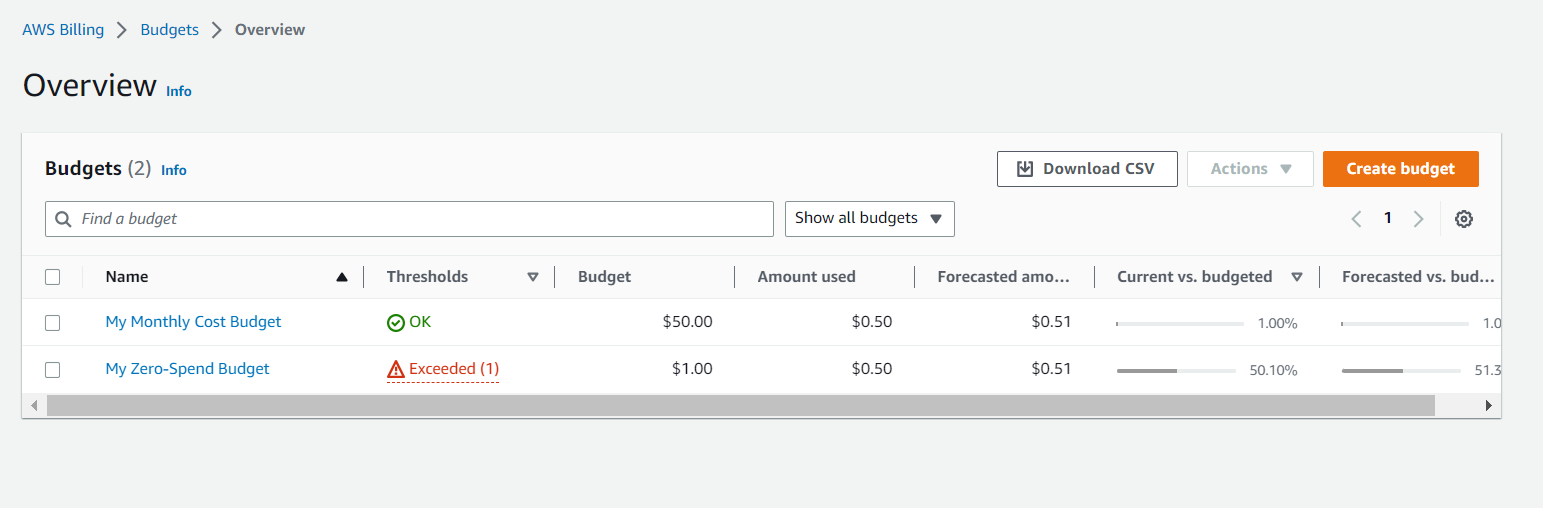 AWS Billing > Budgets > Overview
Overview Info
Budgets (2) Info Download CSV Actions Create budget
Find a budget Show all budgets 1
Name Thresholds Budget Amount used Forecasted amo... Current vs. budgeted Forecasted vs. bud...
My Monthly Cost Budget OK $50.00 $0.50 $0.51 1.00% 1.0
My Zero-Spend Budget Exceeded (1) $1.00 $0.50 $0.51 50.10% 51.3